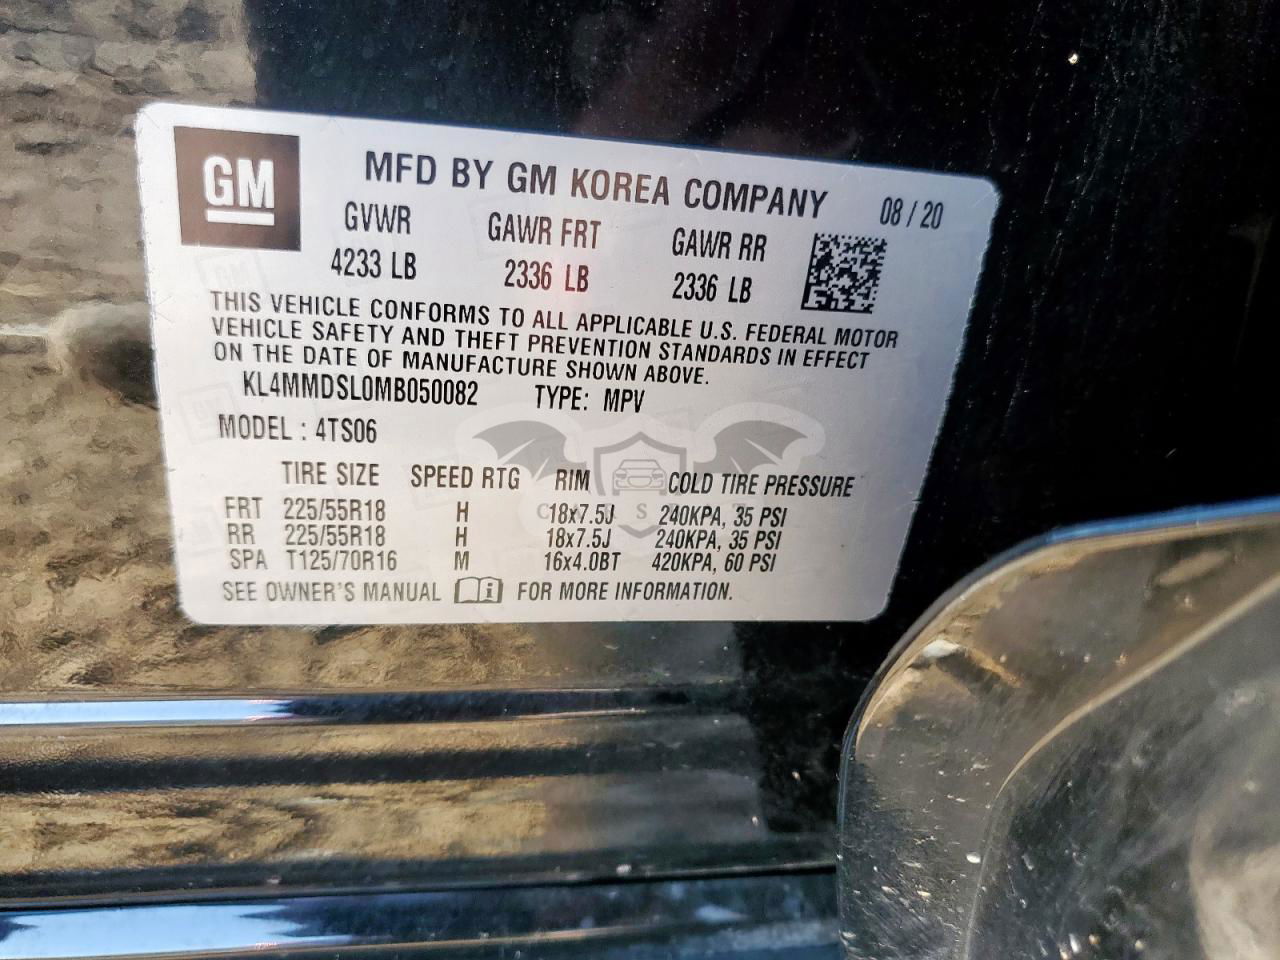 GM
MFD BY GM KOREA COMPANY 08 / 20
GVWR GAWR FRT GAWR RR
4233 LB 2336 LB 2336 LB
THIS VEHICLE CONFORMS TO ALL APPLICABLE U.S. FEDERAL MOTOR
VEHICLE SAFETY AND THEFT PREVENTION STANDARDS IN EFFECT
ON THE DATE OF MANUFACTURE SHOWN ABOVE.
KL4MMDSL0MB050082 TYPE: MPV
MODEL : 4TS06
TIRE SIZE SPEED RTG RIM COLD TIRE PRESSURE
FRT 225/55R18 H 18x7.5J 240KPA, 35 PSI
RR 225/55R18 H 18x7.5J 240KPA, 35 PSI
SPA T125/70R16 M 16x4.0BT 420KPA, 60 PSI
SEE OWNER'S MANUAL i FOR MORE INFORMATION.